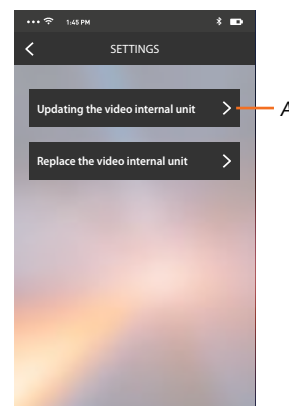 1:45 PM
SETTINGS
Updating the video internal unit
A
Replace the video internal unit